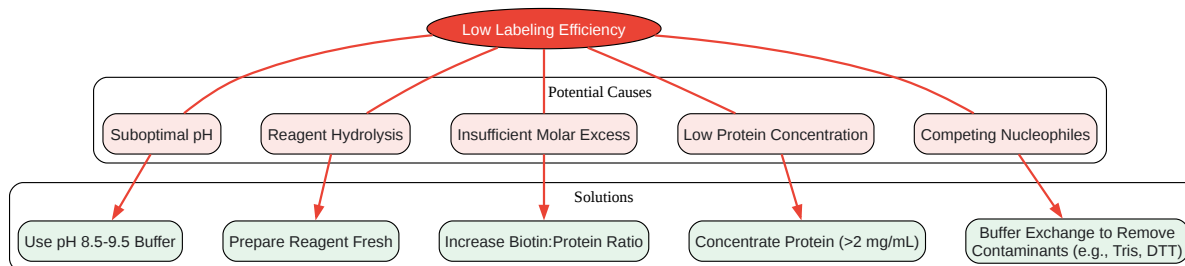 Low Labeling Efficiency
Potential Causes
Suboptimal pH
Reagent Hydrolysis
Insufficient Molar Excess
Low Protein Concentration
Competing Nucleophiles
Solutions
Use pH 8.5-9.5 Buffer
Prepare Reagent Fresh
Increase Biotin:Protein Ratio
Concentrate Protein (>2 mg/mL)
Buffer Exchange to Remove
Contaminants (e.g., Tris, DTT)